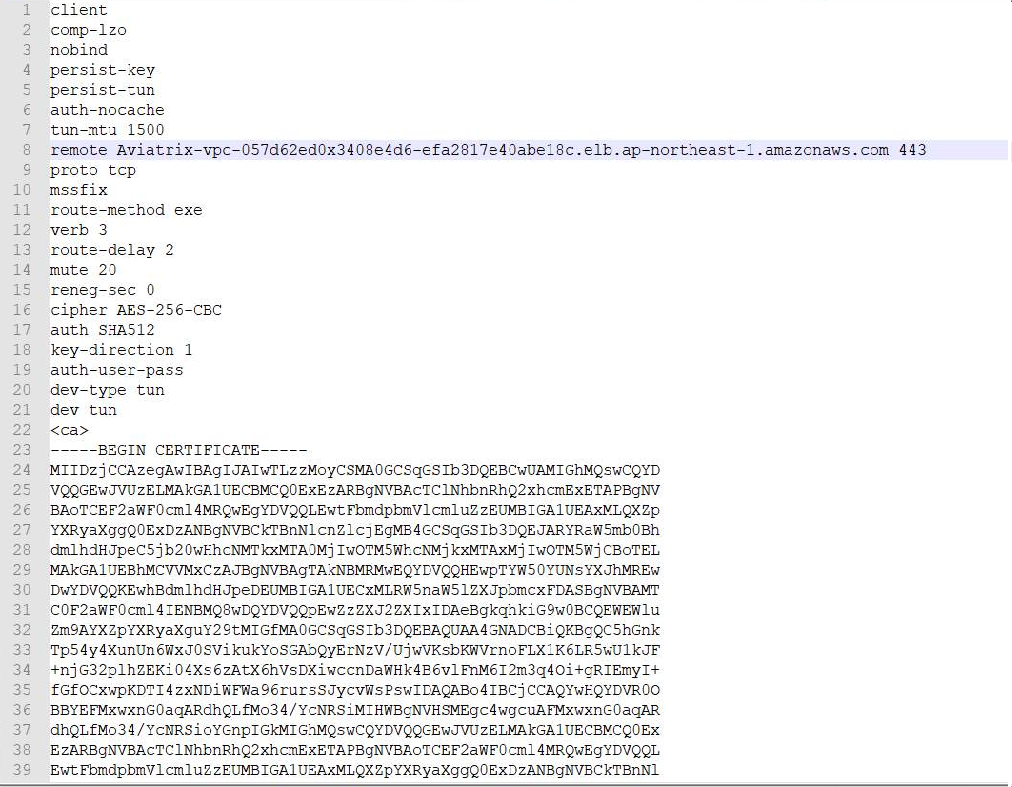 1 client
2 comp-lzo
3 nobind
4 persist-key
5 persist-tun
6 auth-nocache
7 tun-mtu 1500
8 remote Aviatrix-vpc-057d62ed0x3408e4d6-efa2817e40abe18c.elb.ap-northeast-1.amazonaws.com 443
9 proto tcp
10 mssfix
11 route-method exe
12 verb 3
13 route-delay 2
14 mute 20
15 reneg-sec 0
16 cipher AES-256-CBC
17 auth SHA512
18 key-direction 1
19 auth-user-pass
20 dev-type tun
21 dev tun
22 <ca>
23 -----BEGIN CERTIFICATE-----
24 MIIDzjCCAzegAwIBAgIJAIwTLzzMoyCSMA0GCSqGSIb3DQEBCwUAMIGhMQswCQYD
25 VQQGEwJVUzELMAkGA1UECBMCQ0ExEzARBgNVBAcTClNhbnRhQ2xhcmExETAPBgNV
26 BAoTCEF2aWF0cml4MRQwEgYDVQQLEwtFbmdpbmVlcmluZzEUMBIGA1UEAxMLQXZp
27 YXRyaXggQ0ExDzANBgNVBCkTBnNlcnZlcjEgMB4GCSqGSIb3DQEJARYRaW5mb0Bh
28 dmlhdHJpeC5jb20wHhcNMTkxMTA0MjIwOTM5WhcNMjkxMTAxMjIwOTM5WjCBoTEL
29 MAkGA1UEBhMCVVMxCzAJBgNVBAgTAkNBMRMwEQYDVQQHEwpTYW50YUNsYXJhMREw
30 DwYDVQQKEwhBdmlhdHJpeDEUMBIGA1UECxMLRW5naW5lZXJpbmcxFDASBgNVBAMT
31 C0F2aWF0cml4IENBMQ8wDQYDVQQpEwZzZXJ2ZXIxIDAeBgkqhkiG9w0BCQEWEWlu
32 Zm9AYXZpYXRyaXguY29tMIGfMA0GCSqGSIb3DQEBAQUAA4GNADCBiQKBgQC5hGnk
33 Tp54y4XunUn6WxJ0SVikukYoSGAbQyErNzV/UjwVKsbKWVrnoFLX1K6LR5wU1kJF
34 +njG32plhZEKi04Xs6zAtX6hVsDXiwccnDaWHk4B6vlFnM6I2m3q4Oi+gRIEmyI+
35 fGfOCxwpKDTI4zxNDiWFWa96rursSJycvWsPswIDAQABo4IBCjCCAQYwHQYDVR0O
36 BBYEFMxwxnG0aqARdhQLfMo34/YcNRSiMIHWBgNVHSMEgc4wgcuAFMxwxnG0aqAR
37 dhQLfMo34/YcNRSioYGnpIGkMIGhMQswCQYDVQQGEwJVUzELMAkGA1UECBMCQ0Ex
38 EzARBgNVBAcTClNhbnRhQ2xhcmExETAPBgNVBAoTCEF2aWF0cml4MRQwEgYDVQQL
39 EwtFbmdpbmVlcmluZzEUMBIGA1UEAxMLQXZpYXRyaXggQ0ExDzANBgNVBCkTBnNl